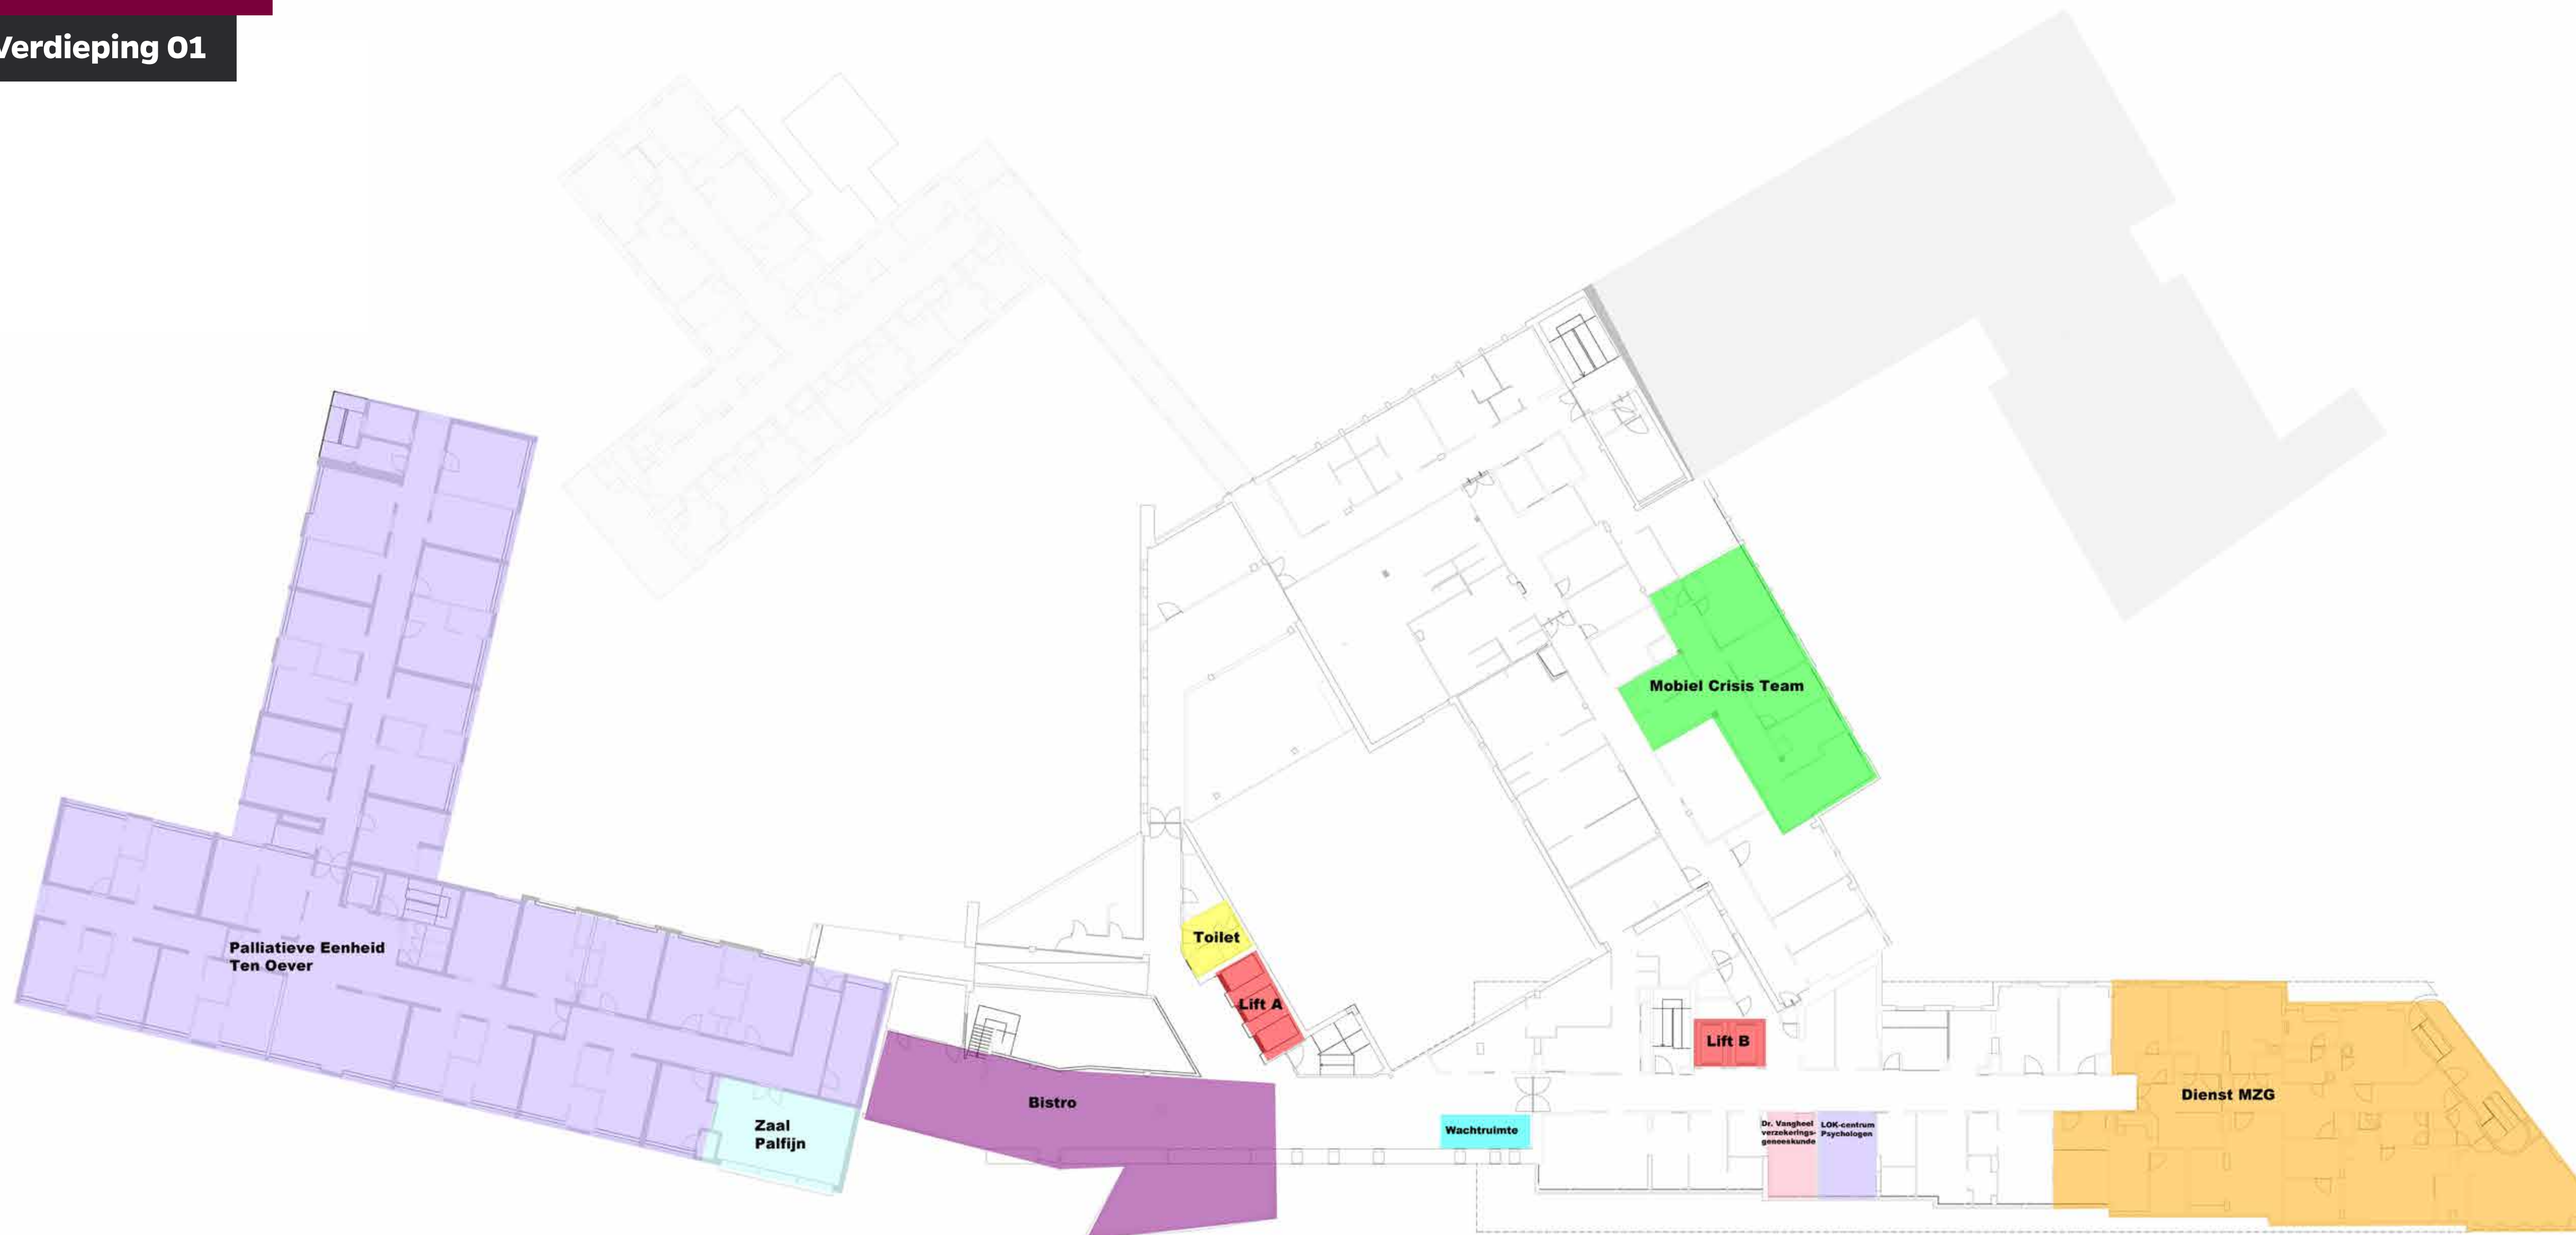 Verdieping 01
Mobiel Crisis Team
Toilet
Palliatieve Eenheid
Ten Oever
Lift A
Lift B
Dienst MZG
Bistro
Zaal
Palfijn
Wachtruimte
Dr. Vangheel
verzekerings-
geneeskunde
LOK-centrum
Psychologen